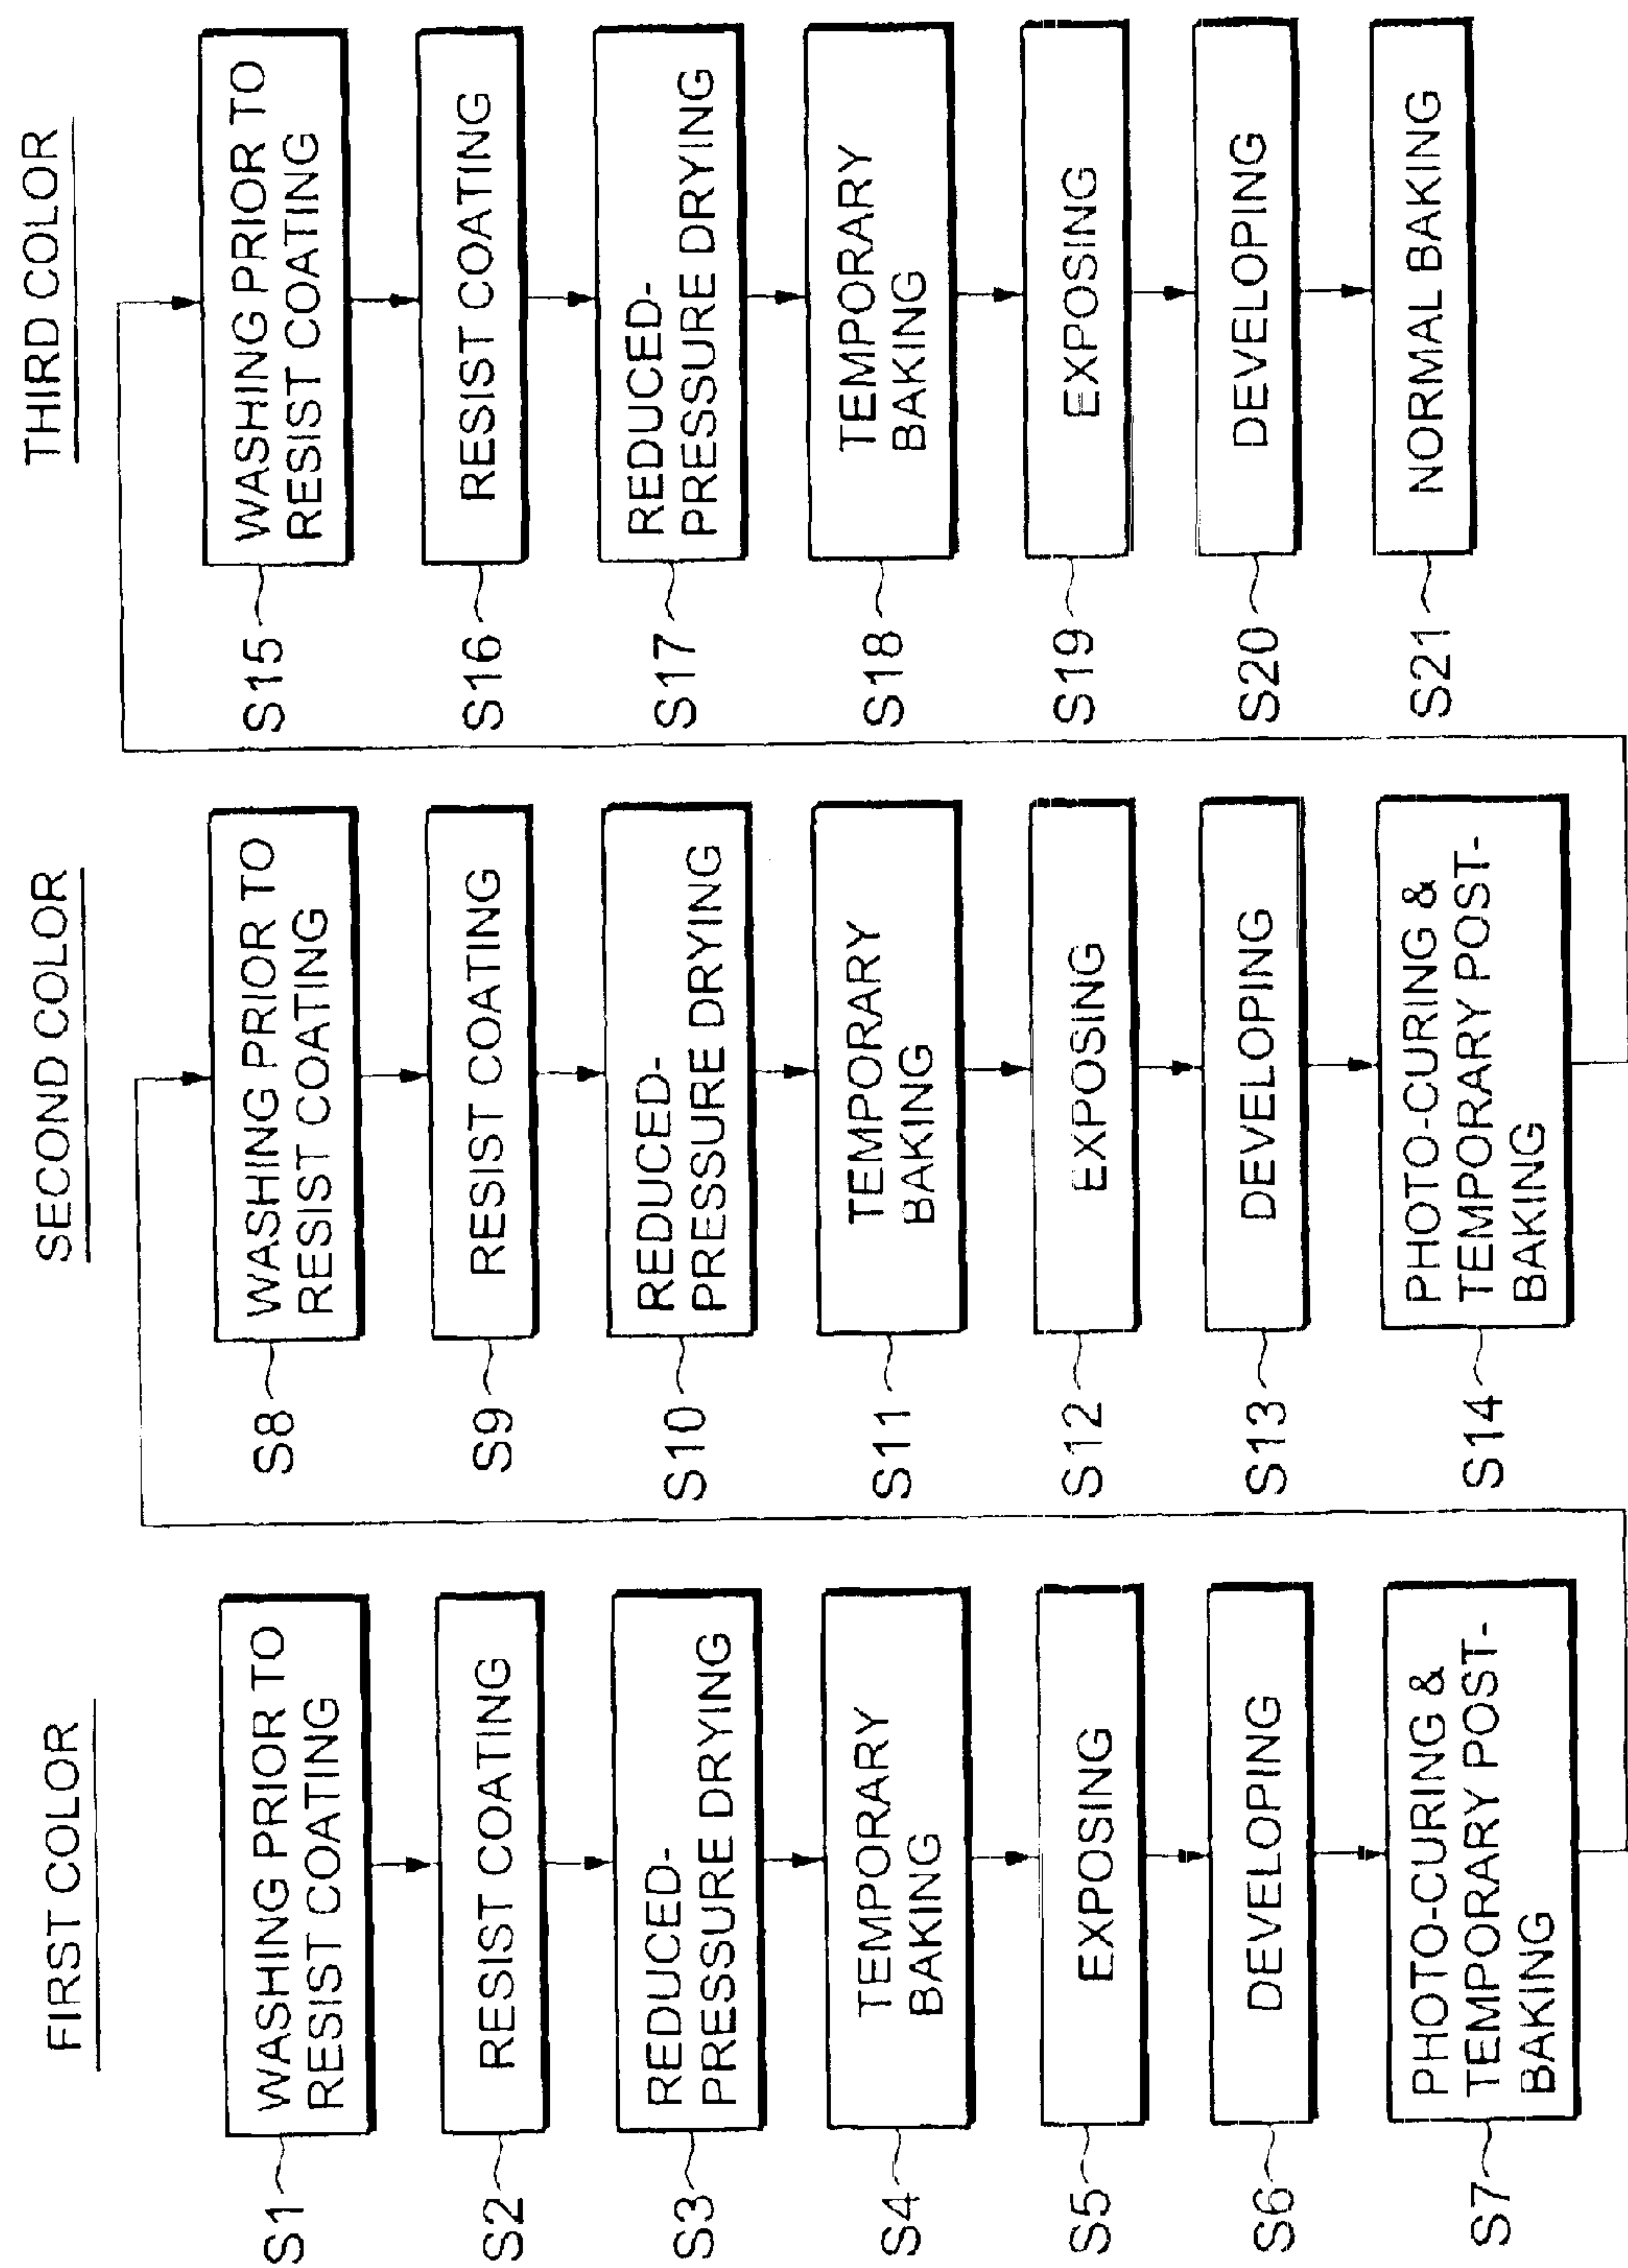 FIRST COLOR
S1
WASHING PRIOR TO
RESIST COATING
S2
RESIST COATING
S3
REDUCED-
PRESSURE DRYING
S4
TEMPORARY
BAKING
S5
EXPOSING
S6
DEVELOPING
S7
PHOTO-CURING &
TEMPORARY POST-
BAKING
SECOND COLOR
S8
WASHING PRIOR TO
RESIST COATING
S9
RESIST COATING
S10
REDUCED-
PRESSURE DRYING
S11
TEMPORARY
BAKING
S12
EXPOSING
S13
DEVELOPING
S14
PHOTO-CURING &
TEMPORARY POST-
BAKING
THIRD COLOR
S15
WASHING PRIOR TO
RESIST COATING
S16
RESIST COATING
S17
REDUCED-
PRESSURE DRYING
S18
TEMPORARY
BAKING
S19
EXPOSING
S20
DEVELOPING
S21
NORMAL BAKING